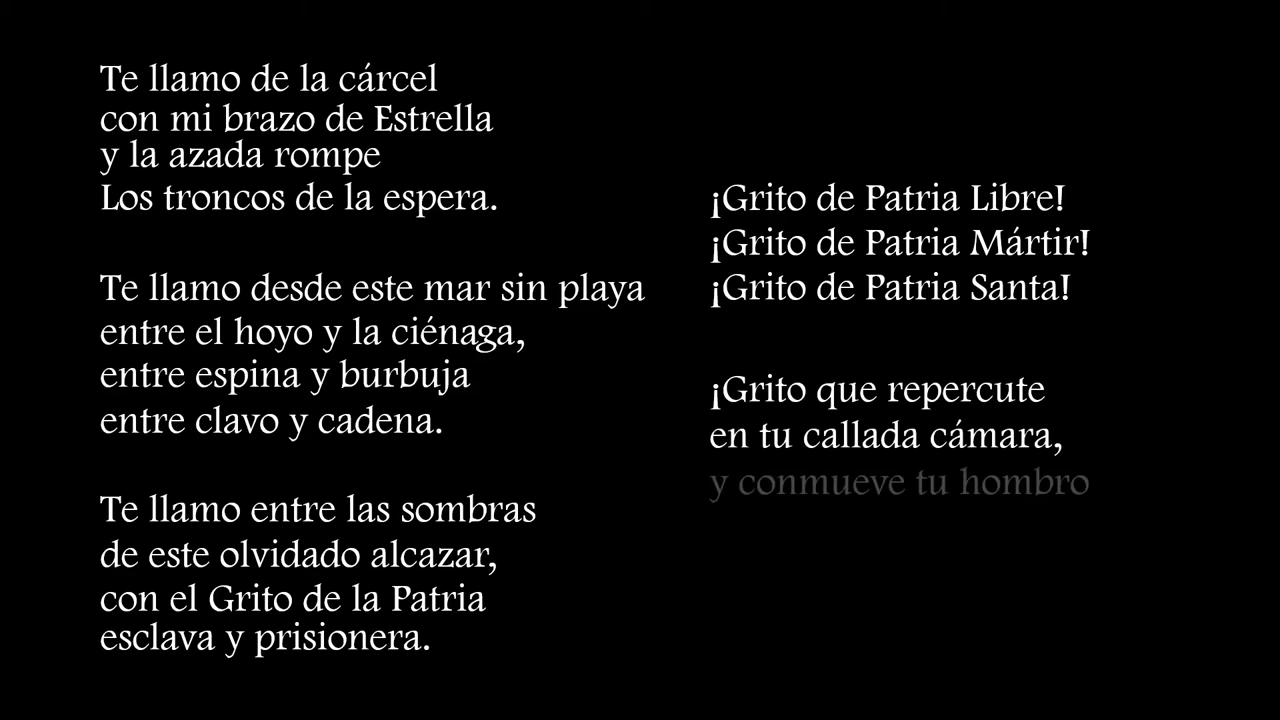 Te llamo de la cárcel
con mi brazo de Estrella
y la azada rompe
Los troncos de la espera.
Te llamo desde este mar sin playa
entre el hoyo y la ciénaga,
entre espina y burbuja
entre clavo y cadena.
Te llamo entre las sombras
de este olvidado alcazar,
con el Grito de la Patria
esclava y prisionera.
¡Grito de Patria Libre!
¡Grito de Patria Mártir!
¡Grito de Patria Santa!
¡Grito que repercute
en tu callada cámara,
y conmueve tu hombro